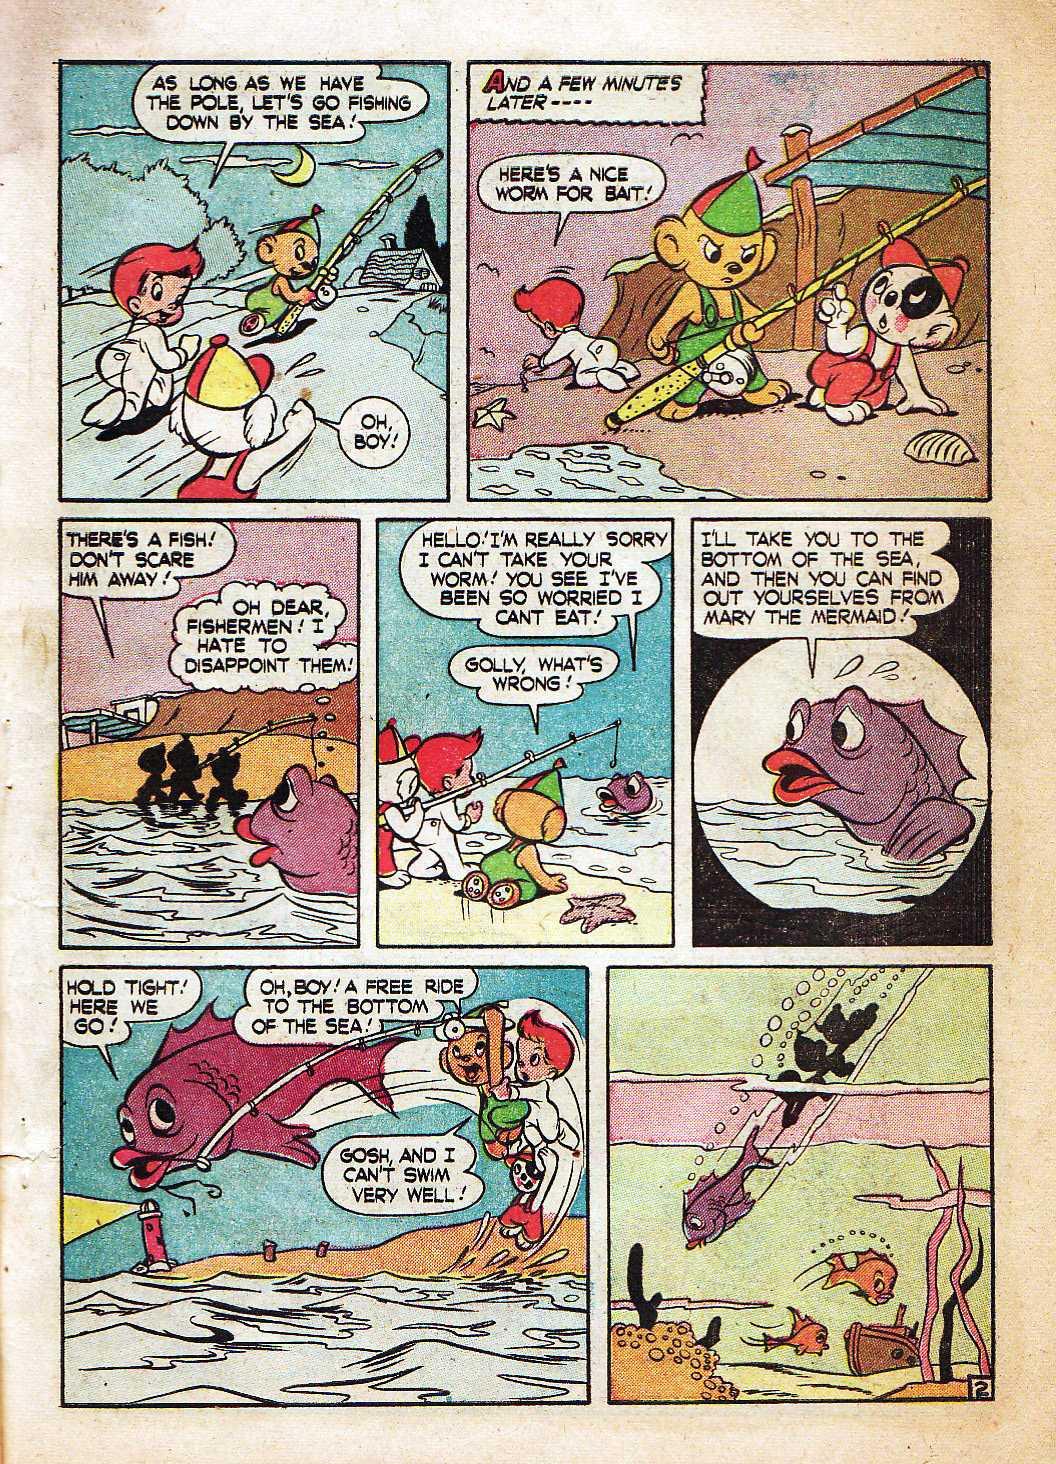 AS LONG AS WE HAVE
THE POLE, LET'S GO FISHING
DOWN BY THE SEA!
OH,
BOY!
AND A FEW MINUTES
LATER----
HERE'S A NICE
WORM FOR BAIT!
THERE'S A FISH!
DON'T SCARE
HIM AWAY!
OH DEAR,
FISHERMEN! I
HATE TO
DISAPPOINT THEM!
HELLO! I'M REALLY SORRY
I CAN'T TAKE YOUR
WORM! YOU SEE I'VE
BEEN SO WORRIED I
CANT EAT!
GOLLY, WHAT'S
WRONG!
I'LL TAKE YOU TO THE
BOTTOM OF THE SEA,
AND THEN YOU CAN FIND
OUT YOURSELVES FROM
MARY THE MERMAID!
HOLD TIGHT!
HERE WE
GO!
OH, BOY! A FREE RIDE
TO THE BOTTOM
OF THE SEA!
GOSH, AND I
CAN'T SWIM
VERY WELL!
2